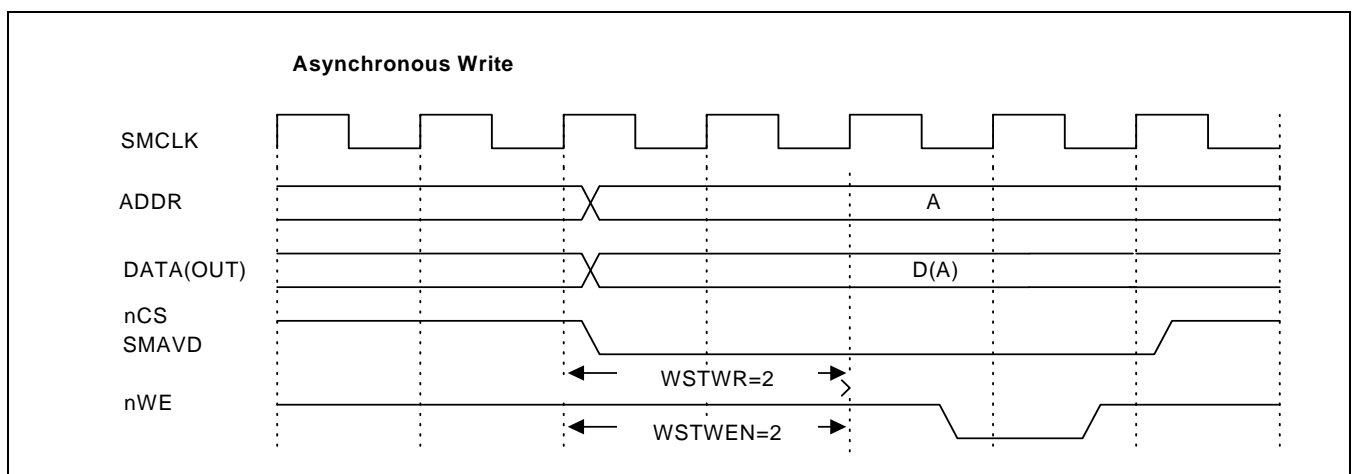 Asynchronous Write
SMCLK
ADDR
A
DATA(OUT)
D(A)
nCS
SMAVD
WSTWR=2
nWE
WSTWEN=2